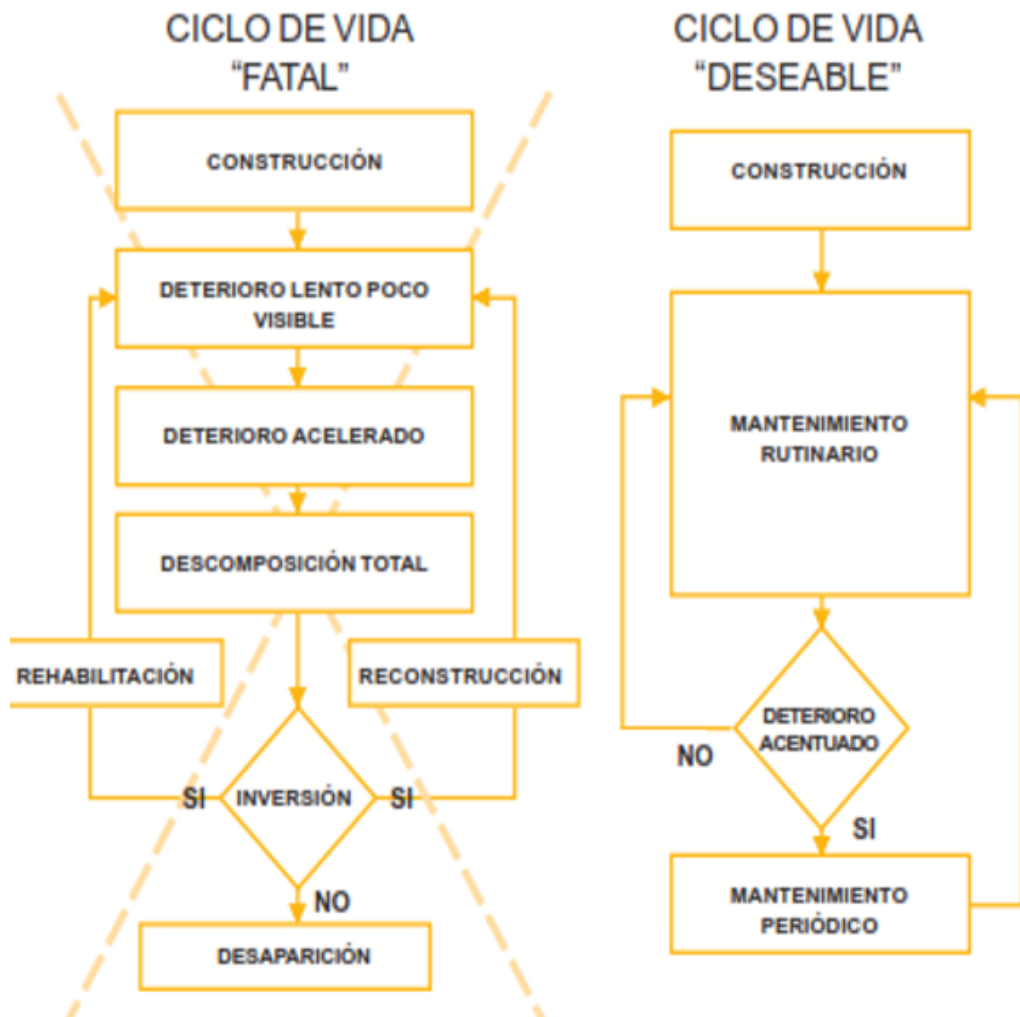 CICLO DE VIDA
“FATAL”
CONSTRUCCIÓN
DETERIORO LENTO POCO
VISIBLE
DETERIORO ACELERADO
DESCOMPOSICIÓN TOTAL
REHABILITACIÓN
RECONSTRUCCIÓN
SI
INVERSIÓN
SI
NO
DESAPARICIÓN
CICLO DE VIDA
“DESEABLE”
CONSTRUCCIÓN
MANTENIMIENTO
RUTINARIO
DETERIORO
ACENTUADO
NO
SI
MANTENIMIENTO
PERIÓDICO